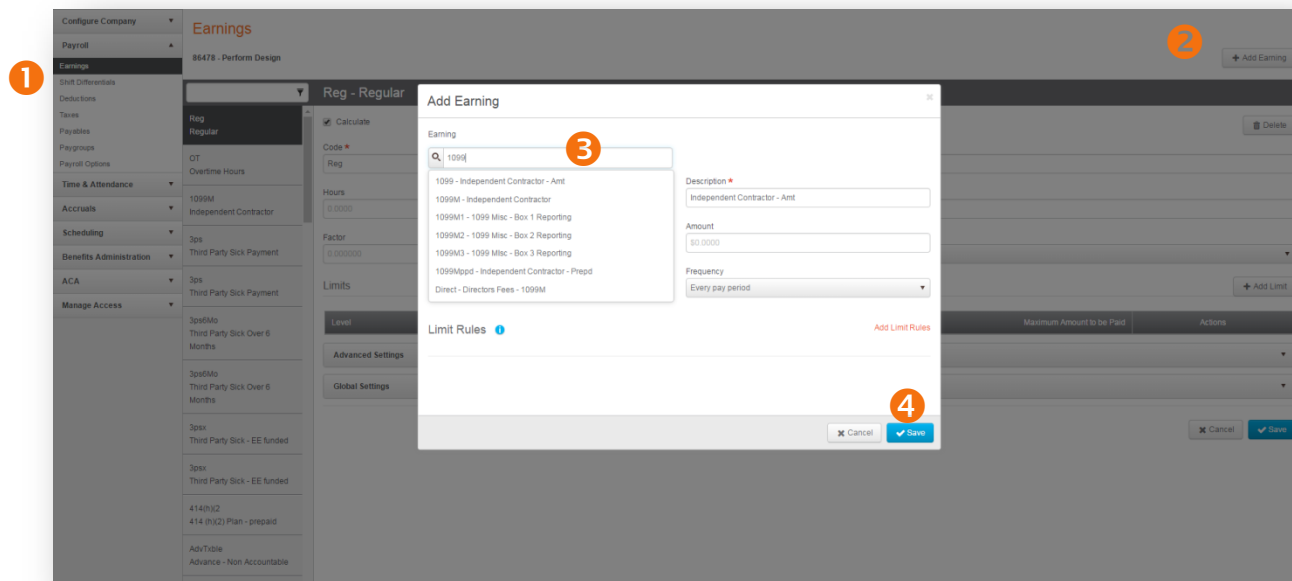 Configure Company
Payroll
Earnings
Shift Differentials
Deductions
Taxes
Payables
Paygroups
Payroll Options
Time & Attendance
Accruals
Scheduling
Benefits Administration
ACA
Manage Access
1
Earnings
86478 - Perform Design
2
+ Add Earning
Reg
Regular
OT
Overtime Hours
1099M
Independent Contractor
3ps
Third Party Sick Payment
3ps
Third Party Sick Payment
3ps6Mo
Third Party Sick Over 6
Months
3ps6Mo
Third Party Sick Over 6
Months
3psx
Third Party Sick - EE funded
3psx
Third Party Sick - EE funded
414(h)(2
414 (h)(2) Plan - prepaid
AdvTxble
Advance - Non Accountable
Reg - Regular
Calculate
Delete
Code *
Reg
Hours
0.0000
Factor
0.000000
Limits
+ Add Limit
Level
Maximum Amount to be Paid
Actions
Advanced Settings
Global Settings
Cancel
Save
Add Earning
Earning
3
1099
1099 - Independent Contractor - Amt
1099M - Independent Contractor
1099M1 - 1099 Misc - Box 1 Reporting
1099M2 - 1099 Misc - Box 2 Reporting
1099M3 - 1099 Misc - Box 3 Reporting
1099Mppd - Independent Contractor - Prepd
Direct - Directors Fees - 1099M
Description *
Independent Contractor - Amt
Amount
$0.0000
Frequency
Every pay period
Limit Rules
Add Limit Rules
4
Cancel
Save